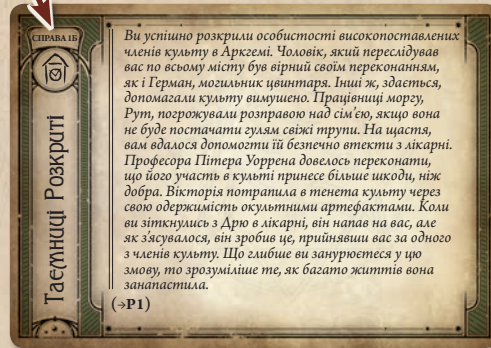 СПРАВА 1Б
Таємниці Розкриті
Ви успішно розкрили особистості високопоставлених
членів культу в Аркгемі. Чоловік, який переслідував
вас по всьому місту був вірний своїм переконанням,
як і Герман, могильник цвинтаря. Інші ж, здається,
допомагали культу вимушено. Працівниці моргу,
Рут, погрожували розправою над сім'єю, якщо вона
не буде постачати гулям свіжі трупи. На щастя,
вам вдалося допомогти їй безпечно втекти з лікарні.
Професора Пітера Уоррена довелось переконати,
що його участь в культі принесе більше шкоди, ніж
добра. Вікторія потрапила в тенета культу через
свою одержимість окультними артефактами. Коли
ви зіткнулись з Дрю в лікарні, він напав на вас, але
як з'ясувалося, він зробив це, прийнявши вас за одного
з членів культу. Що глибше ви занурюєтеся у цю
змову, то зрозуміліше те, як багато життів вона
занапастила.
(→P1)